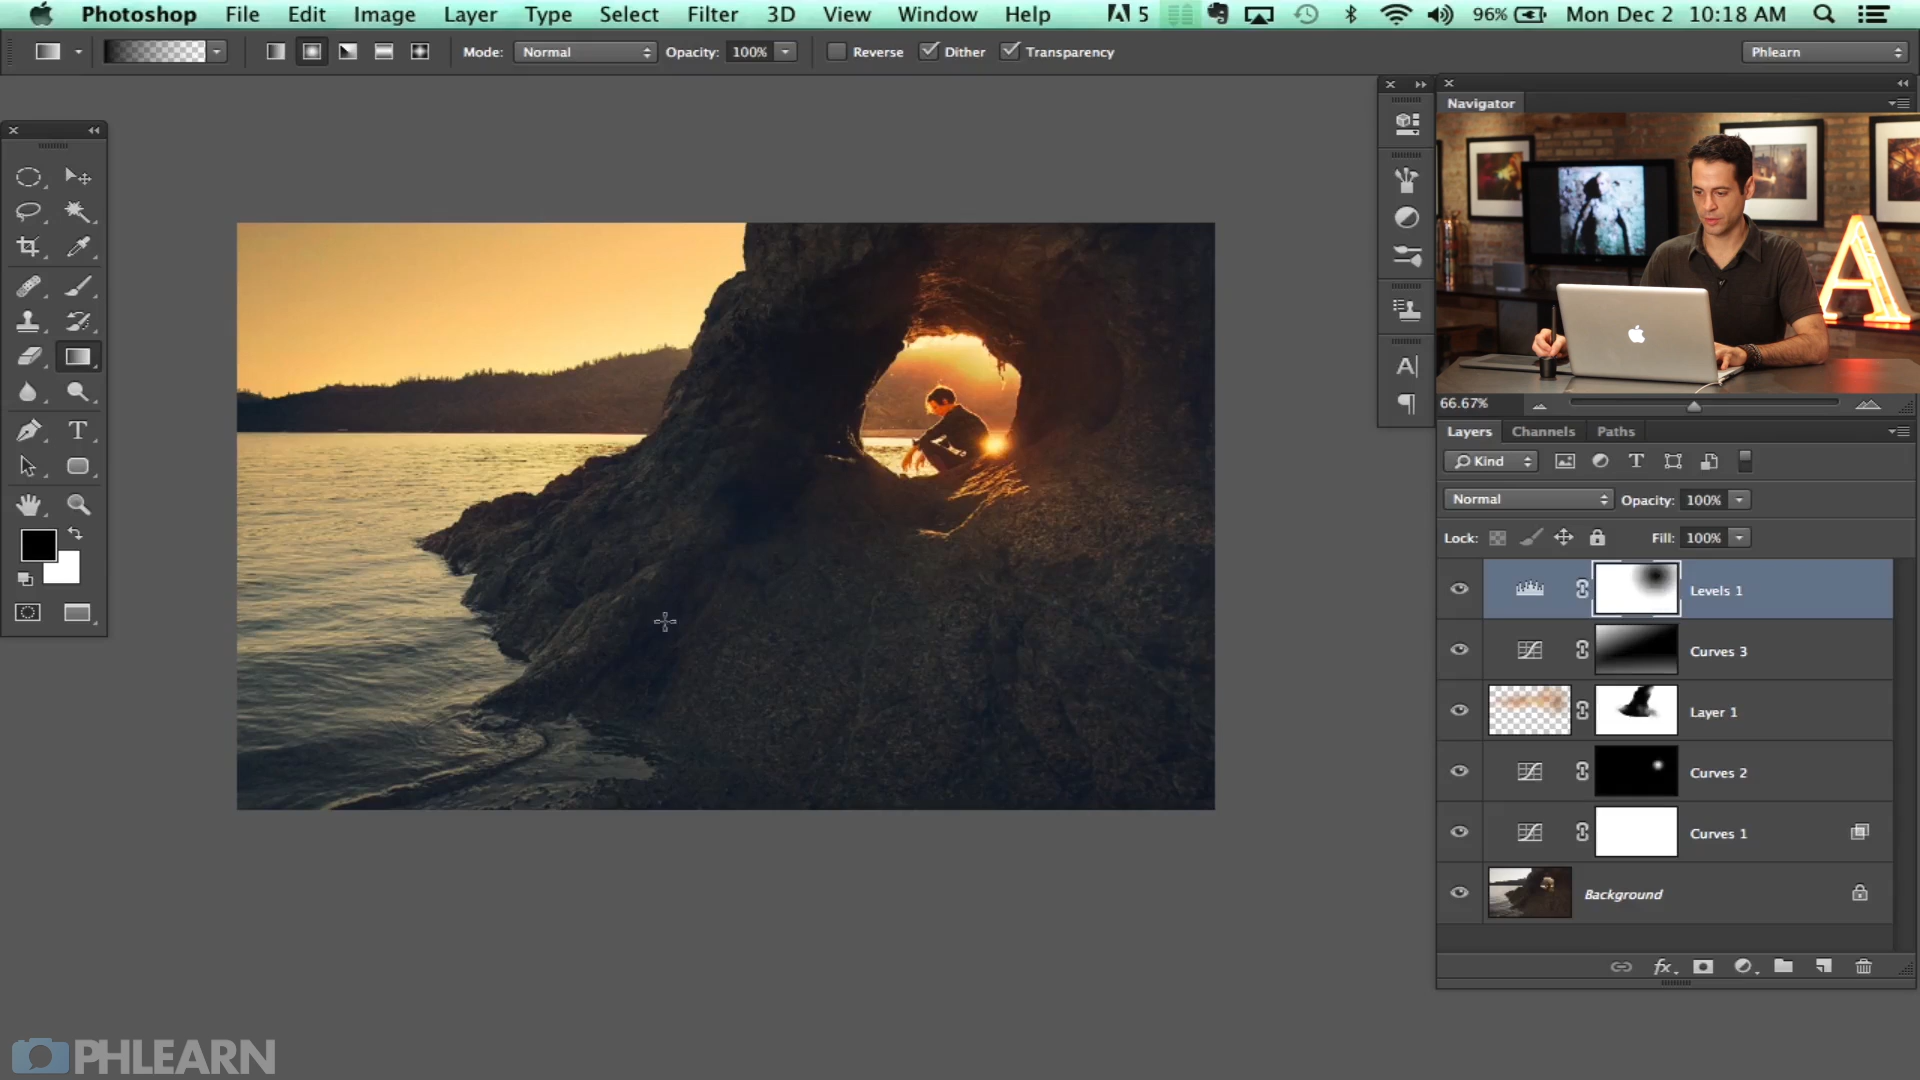 Photoshop File Edit Image Layer Type Select Filter 3D View Window Help 5 96% Mon Dec 2 10:18 AM
Mode: Normal Opacity: 100% Reverse Dither Transparency Phlearn
Navigator
A
66.67%
Layers Channels Paths
Kind
Normal Opacity: 100%
Lock: Fill: 100%
Levels 1
Curves 3
Layer 1
Curves 2
Curves 1
Background
fx
PHLEARN